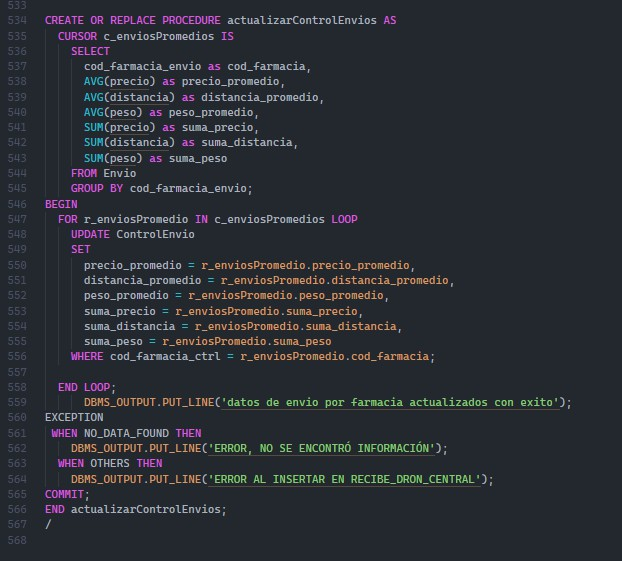 533
534 CREATE OR REPLACE PROCEDURE actualizarControlEnvios AS
535 CURSOR c_enviosPromedios IS
536 SELECT
537 cod_farmacia_envio as cod_farmacia,
538 AVG(precio) as precio_promedio,
539 AVG(distancia) as distancia_promedio,
540 AVG(peso) as peso_promedio,
541 SUM(precio) as suma_precio,
542 SUM(distancia) as suma_distancia,
543 SUM(peso) as suma_peso
544 FROM Envio
545 GROUP BY cod_farmacia_envio;
546 BEGIN
547 FOR r_enviosPromedio IN c_enviosPromedios LOOP
548 UPDATE ControlEnvio
549 SET
550 precio_promedio = r_enviosPromedio.precio_promedio,
551 distancia_promedio = r_enviosPromedio.distancia_promedio,
552 peso_promedio = r_enviosPromedio.peso_promedio,
553 suma_precio = r_enviosPromedio.suma_precio,
554 suma_distancia = r_enviosPromedio.suma_distancia,
555 suma_peso = r_enviosPromedio.suma_peso
556 WHERE cod_farmacia_ctrl = r_enviosPromedio.cod_farmacia;
557
558 END LOOP;
559 DBMS_OUTPUT.PUT_LINE('datos de envio por farmacia actualizados con exito');
560 EXCEPTION
561 WHEN NO_DATA_FOUND THEN
562 DBMS_OUTPUT.PUT_LINE('ERROR, NO SE ENCONTRÓ INFORMACIÓN');
563 WHEN OTHERS THEN
564 DBMS_OUTPUT.PUT_LINE('ERROR AL INSERTAR EN RECIBE_DRON_CENTRAL');
565 COMMIT;
566 END actualizarControlEnvios;
567 /
568